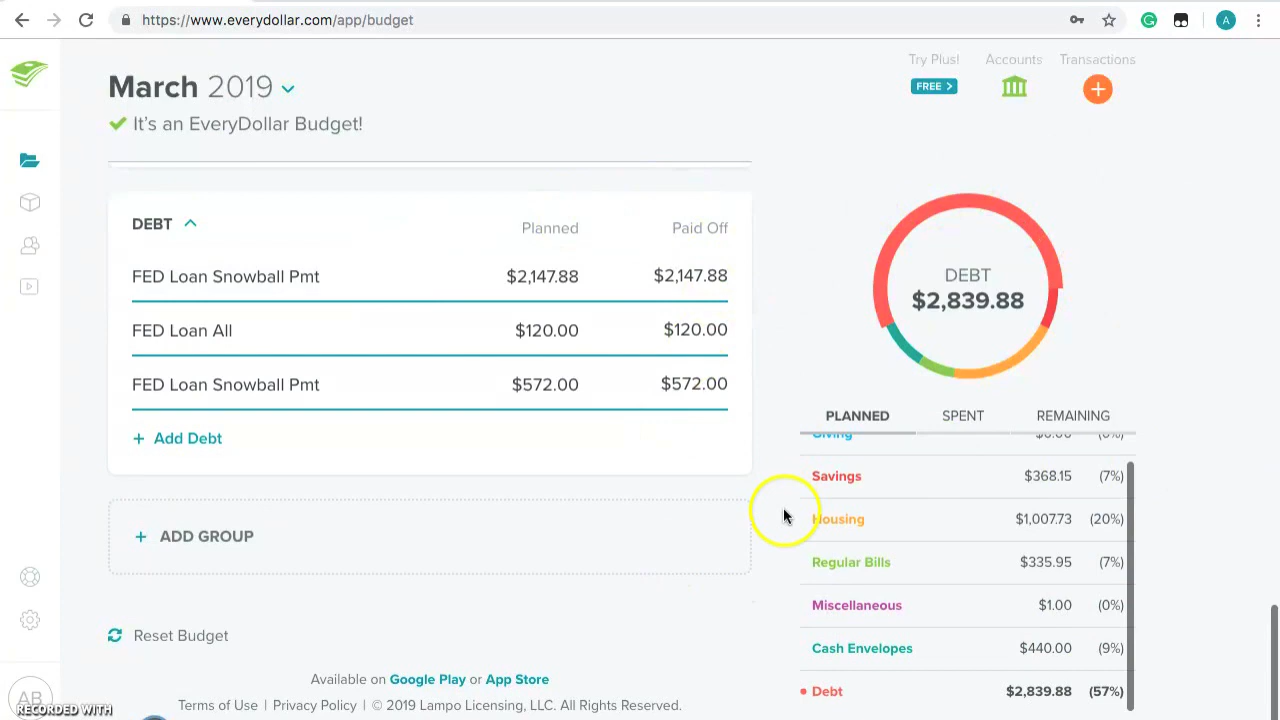 https://www.everydollar.com/app/budget
A
March 2019
Try Plus!
FREE >
Accounts
Transactions
It's an EveryDollar Budget!
DEBT
Planned
Paid Off
FED Loan Snowball Pmt $2,147.88 $2,147.88
FED Loan All $120.00 $120.00
FED Loan Snowball Pmt $572.00 $572.00
+ Add Debt
+ ADD GROUP
Reset Budget
Available on Google Play or App Store
Terms of Use | Privacy Policy | © 2019 Lampo Licensing, LLC. All Rights Reserved.
DEBT
$2,839.88
PLANNED SPENT REMAINING
Giving $0.00 (0%)
Savings $368.15 (7%)
Housing $1,007.73 (20%)
Regular Bills $335.95 (7%)
Miscellaneous $1.00 (0%)
Cash Envelopes $440.00 (9%)
Debt $2,839.88 (57%)
AB
RECORDED WITH